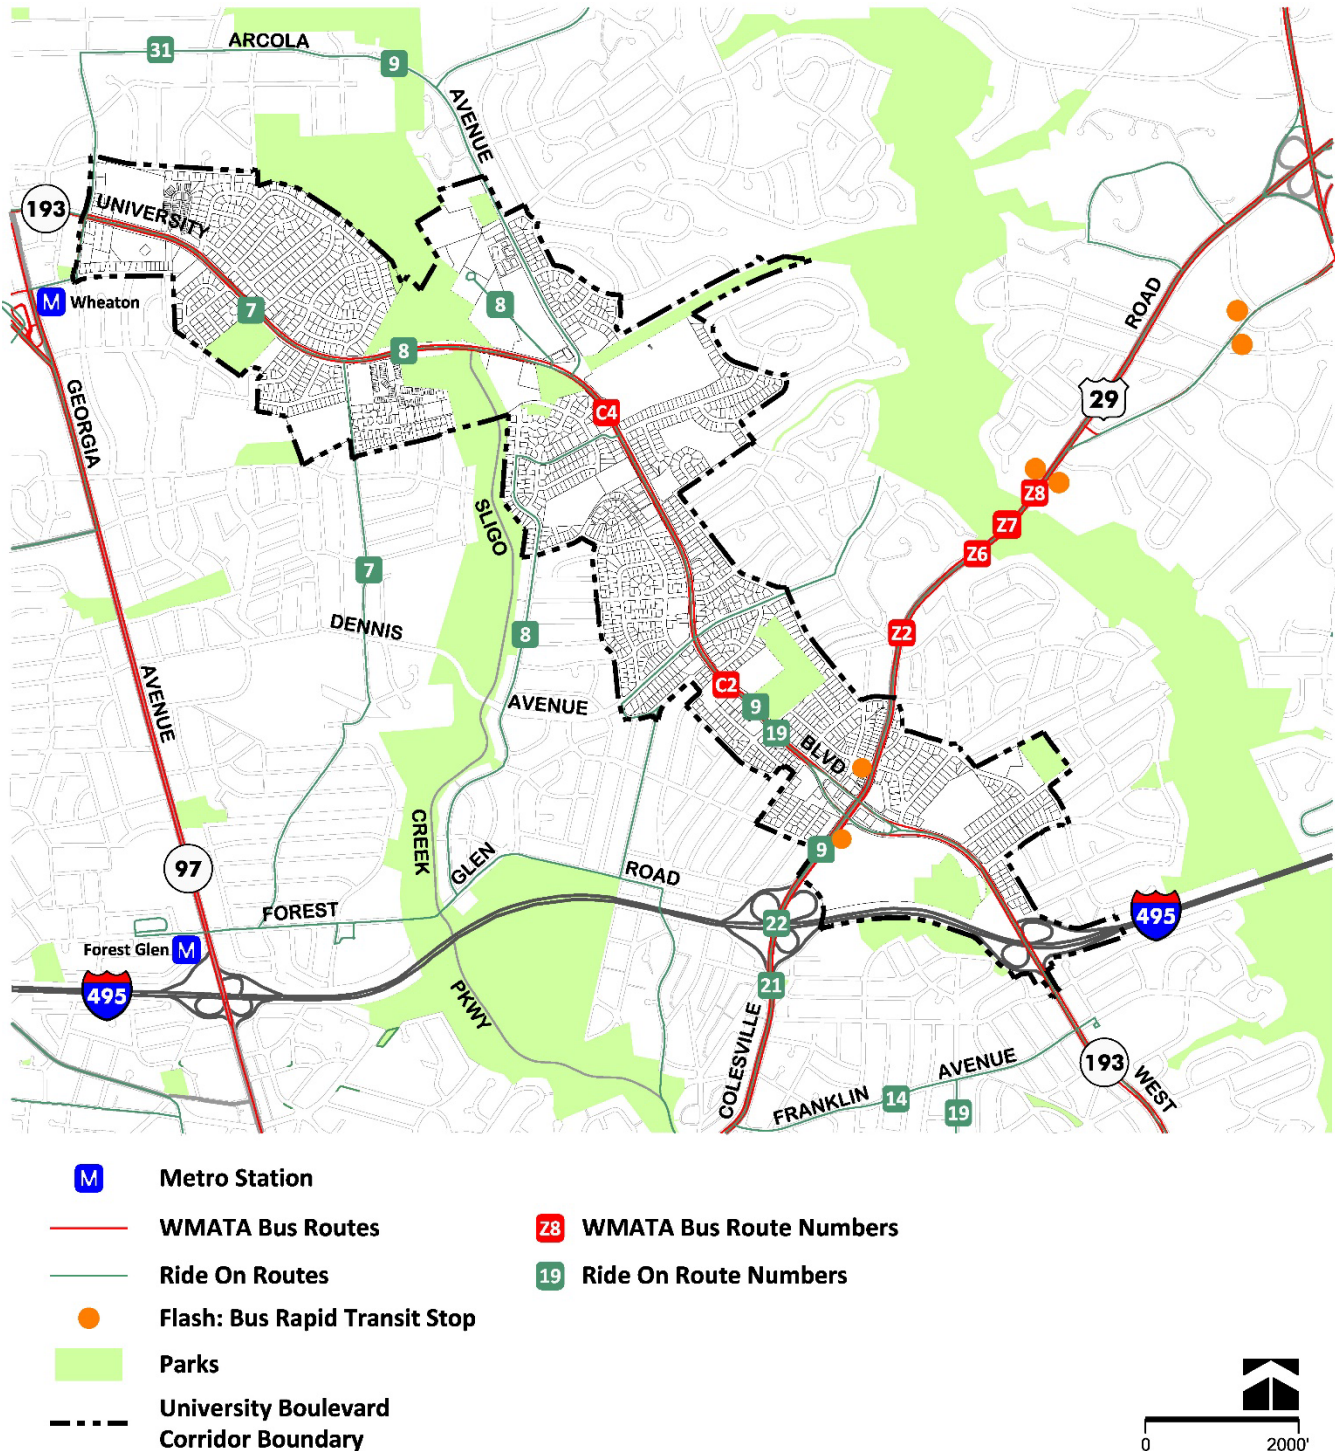 ARCOLA
31
9
AVENUE
193
UNIVERSITY
M Wheaton
7
8
8
ROAD
29
GEORGIA
C4
Z8
Z7
Z6
SLIGO
7
DENNIS
8
Z2
AVENUE
AVENUE
C2
9
19
BLVD
CREEK
GLEN
ROAD
9
97
FOREST
22
495
Forest Glen M
495
21
PKWY
COLESVILLE
AVENUE
193
WEST
FRANKLIN
14
19
M Metro Station
WMATA Bus Routes
Z8 WMATA Bus Route Numbers
Ride On Routes
19 Ride On Route Numbers
Flash: Bus Rapid Transit Stop
Parks
University Boulevard
Corridor Boundary
0 2000'